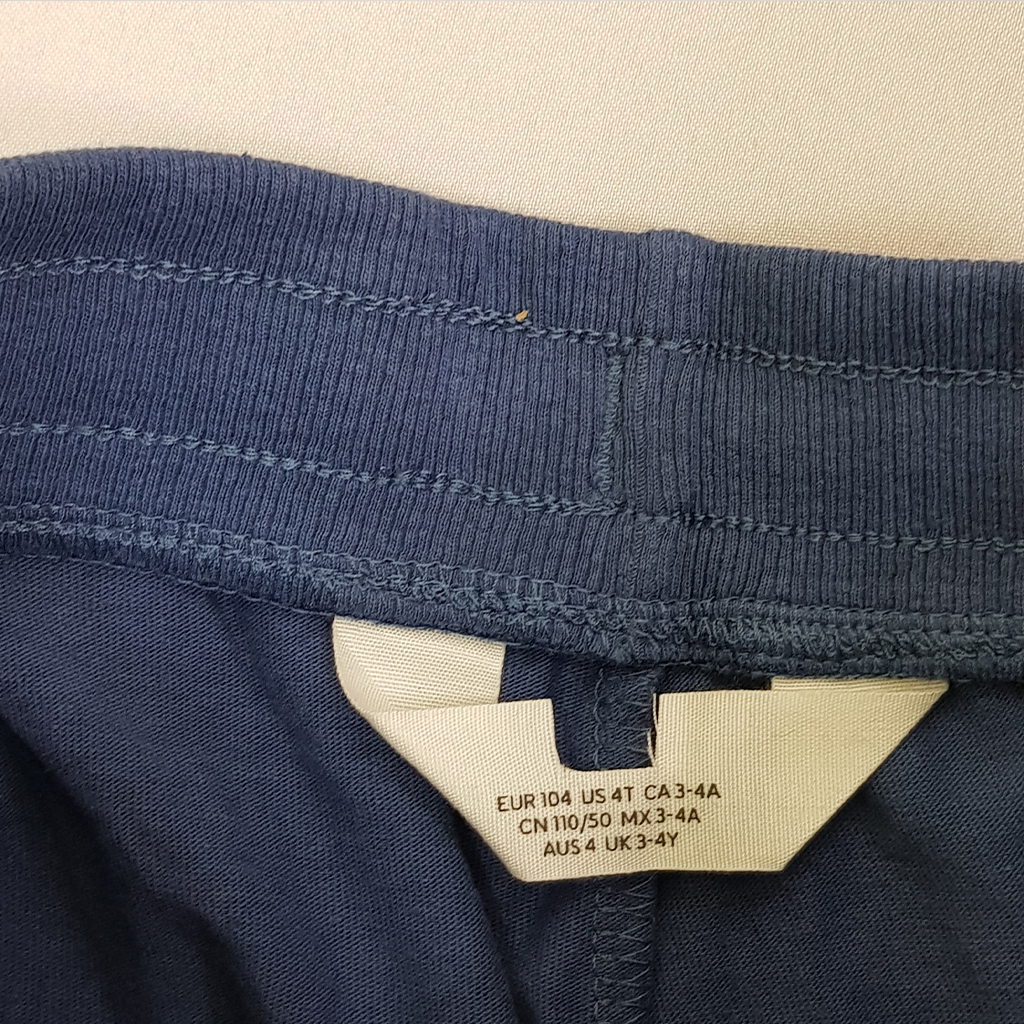 EUR 104 US 4T CA 3-4A
CN 110/50 MX 3-4A
AUS 4 UK 3-4Y